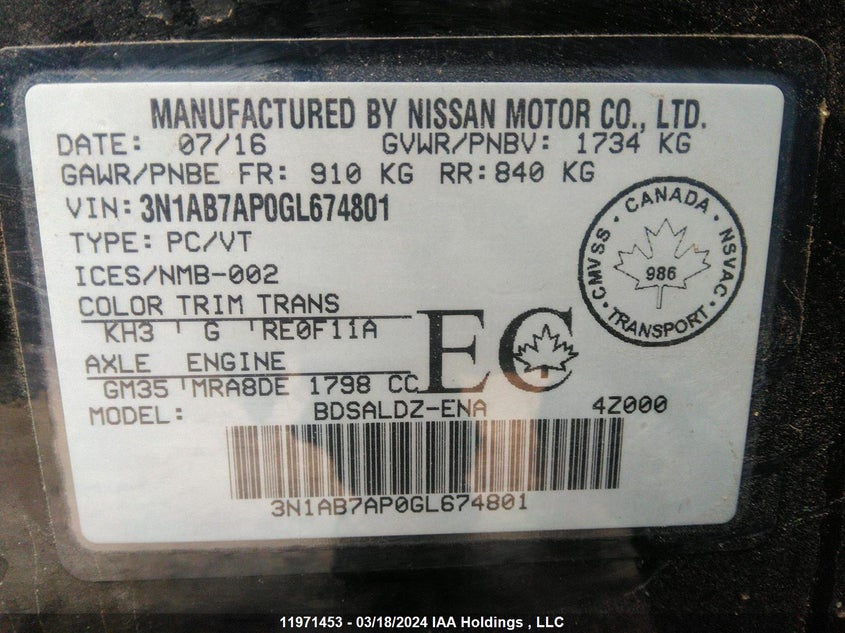 MANUFACTURED BY NISSAN MOTOR CO., LTD.
DATE: 07/16 GVWR/PNBV: 1734 KG
GAWR/PNBE FR: 910 KG RR: 840 KG
VIN: 3N1AB7AP0GL674801
TYPE: PC/VT
ICES/NMB-002
COLOR TRIM TRANS
KH3 G RE0F11A
AXLE ENGINE
GM35 MRA8DE 1798 CC
EC
MODEL: BDSALDZ-ENA 4Z000
3N1AB7AP0GL674801
CMVSS · CANADA · NSVAC
986
· TRANSPORT ·
11971453 - 03/18/2024 IAA Holdings , LLC